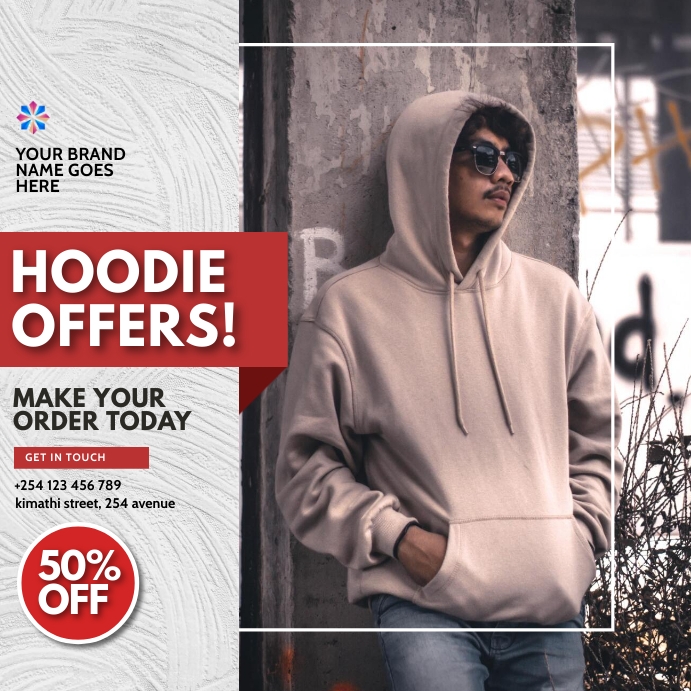 YOUR BRAND
NAME GOES
HERE
HOODIE
OFFERS!
MAKE YOUR
ORDER TODAY
GET IN TOUCH
+254 123 456 789
kimathi street, 254 avenue
50%
OFF
R
PH
d.